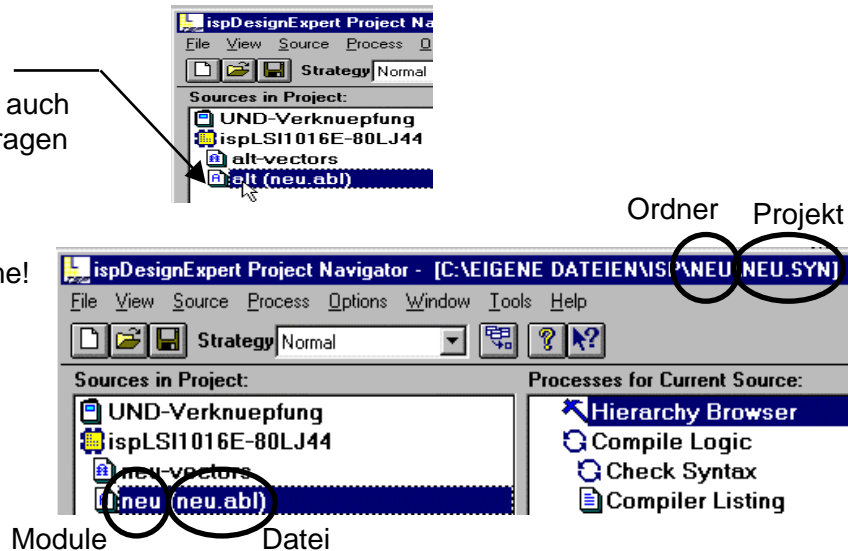 ispDesignExpert Project Na
File View Source Process O
Strategy Normal
Sources in Project:
auch
UND-Verknuepfung
ragen
ispLSI1016E-80LJ44
alt-vectors
alt (neu.abl)
Ordner Projekt
ne!
ispDesignExpert Project Navigator - [C:\EIGENE DATEIEN\ISP\NEU\NEU.SYN]
File View Source Process Options Window Tools Help
Strategy Normal
Sources in Project:
Processes for Current Source:
UND-Verknuepfung
Hierarchy Browser
ispLSI1016E-80LJ44
Compile Logic
neu-vectors
Check Syntax
neu (neu.abl)
Compiler Listing
Module Datei